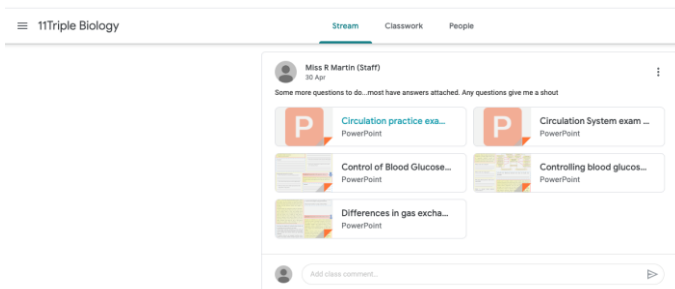 11Triple Biology
Stream Classwork People
Miss R Martin (Staff)
30 Apr
Some more questions to do...most have answers attached. Any questions give me a shout
P
Circulation practice exa...
PowerPoint
P
Circulation System exam ...
PowerPoint
Control of Blood Glucose...
PowerPoint
Controlling blood glucos...
PowerPoint
Differences in gas excha...
PowerPoint
Add class comment...